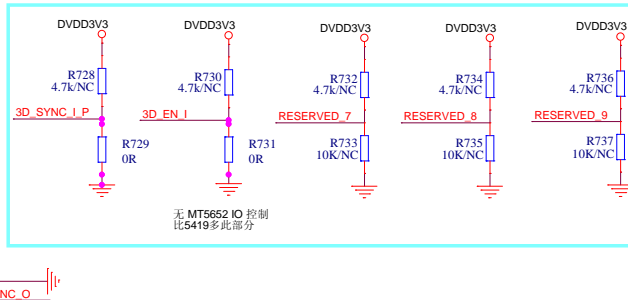 DVDD3V3 DVDD3V3 DVDD3V3 DVDD3V3 DVDD3V3
R728 R730 R732 R734 R736
4.7k/NC 4.7k/NC 4.7k/NC 4.7k/NC 4.7k/NC
3D_SYNC_I_P 3D_EN_I RESERVED_7 RESERVED_8 RESERVED_9
R729 R731 R733 R735 R737
0R 0R 10K/NC 10K/NC 10K/NC
无 MT5652 IO 控制
比5419多此部分
NC_O